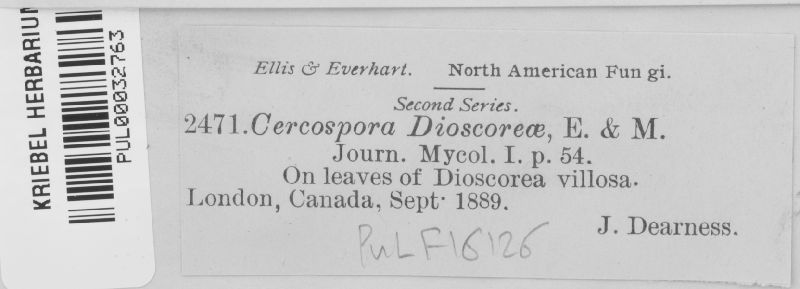 KRIEBEL HERBARIUM
PUL00032763
Ellis & Everhart. North American Fun gi.
Second Series.
2471. Cercospora Dioscoreæ, E. & M.
Journ. Mycol. I. p. 54.
On leaves of Dioscorea villosa.
London, Canada, Sept· 1889.
J. Dearness.
PuL F16126